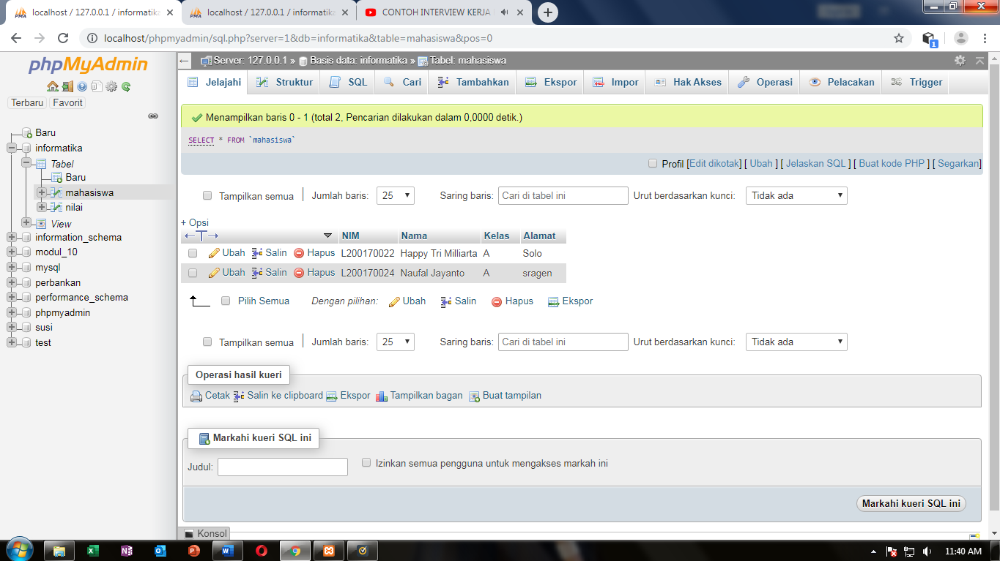 localhost / 127.0.0.1 / informatika
localhost / 127.0.0.1 / informatika
CONTOH INTERVIEW KERJA
localhost/phpmyadmin/sql.php?server=1&db=informatika&table=mahasiswa&pos=0
1
phpMyAdmin
Terbaru Favorit
Baru
informatika
Tabel
Baru
mahasiswa
nilai
View
information_schema
modul_10
mysql
perbankan
performance_schema
phpmyadmin
susi
test
Server: 127.0.0.1 » Basis data: informatika » Tabel: mahasiswa
Jelajahi Struktur SQL Cari Tambahkan Ekspor Impor Hak Akses Operasi Pelacakan Trigger
Menampilkan baris 0 - 1 (total 2, Pencarian dilakukan dalam 0,0000 detik.)
SELECT * FROM `mahasiswa`
Profil [Edit dikotak] [ Ubah ] [ Jelaskan SQL ] [ Buat kode PHP ] [ Segarkan]
Tampilkan semua | Jumlah baris: 25 Saring baris: Cari di tabel ini Urut berdasarkan kunci: Tidak ada
+ Opsi
←T→ NIM Nama Kelas Alamat
Ubah Salin Hapus L200170022 Happy Tri Milliarta A Solo
Ubah Salin Hapus L200170024 Naufal Jayanto A sragen
Pilih Semua Dengan pilihan: Ubah Salin Hapus Ekspor
Tampilkan semua | Jumlah baris: 25 Saring baris: Cari di tabel ini Urut berdasarkan kunci: Tidak ada
Operasi hasil kueri
Cetak Salin ke clipboard Ekspor Tampilkan bagan Buat tampilan
Markahi kueri SQL ini
Judul: Izinkan semua pengguna untuk mengakses markah ini
Markahi kueri SQL ini
Konsol
11:40 AM